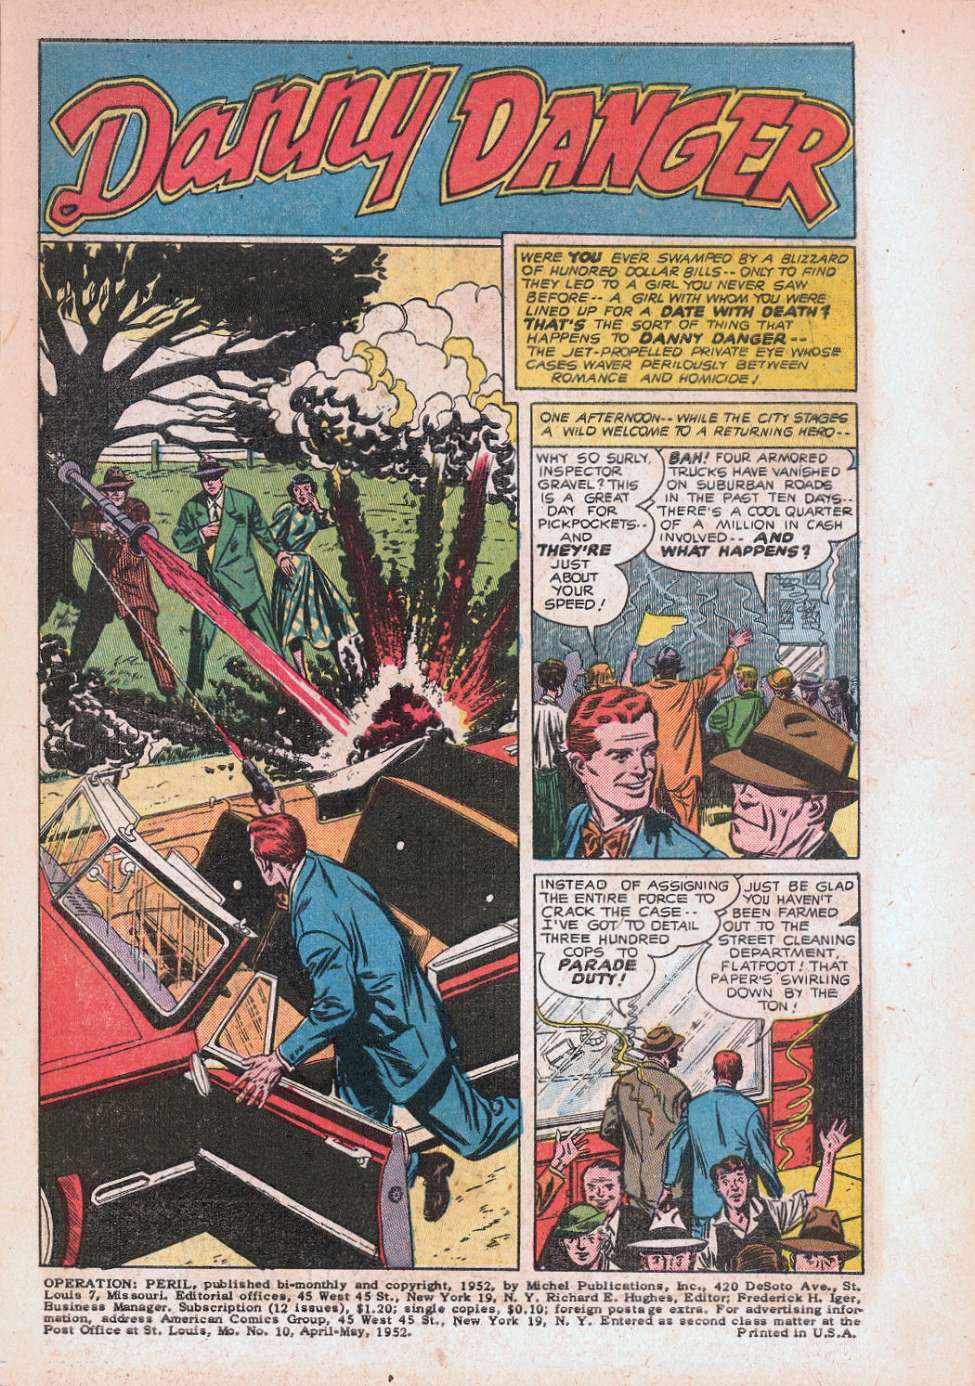 Danny DANGER
WERE YOU EVER SWAMPED BY A BLIZZARD
OF HUNDRED DOLLAR BILLS-- ONLY TO FIND
THEY LED TO A GIRL YOU NEVER SAW
BEFORE-- A GIRL WITH WHOM YOU WERE
LINED UP FOR A DATE WITH DEATH?
THAT'S THE SORT OF THING THAT
HAPPENS TO DANNY DANGER--
THE JET-PROPELLED PRIVATE EYE WHOSE
CASES WAVER PERILOUSLY BETWEEN
ROMANCE AND HOMICIDE!
ONE AFTERNOON-- WHILE THE CITY STAGES
A WILD WELCOME TO A RETURNING HERO--
WHY SO SURLY,
INSPECTOR
GRAVEL? THIS
IS A GREAT
DAY FOR
PICKPOCKETS--
AND
THEY'RE
JUST
ABOUT
YOUR
SPEED!
BAH! FOUR ARMORED
TRUCKS HAVE VANISHED
ON SUBURBAN ROADS
IN THE PAST TEN DAYS--
THERE'S A COOL QUARTER
OF A MILLION IN CASH
INVOLVED-- AND
WHAT HAPPENS?
INSTEAD OF ASSIGNING
THE ENTIRE FORCE TO
CRACK THE CASE--
I'VE GOT TO DETAIL
THREE HUNDRED
COPS TO
PARADE
DUTY!
JUST BE GLAD
YOU HAVEN'T
BEEN FARMED
OUT TO THE
STREET CLEANING
DEPARTMENT,
FLATFOOT! THAT
PAPER'S SWIRLING
DOWN BY THE
TON!
OPERATION: PERIL, published bi-monthly and copyright, 1952, by Michel Publications, Inc., 420 DeSoto Ave., St.
Louis 7, Missouri. Editorial offices, 45 West 45 St., New York 19, N. Y. Richard E. Hughes, Editor; Frederick H. Iger,
Business Manager. Subscription (12 issues), $1.20; single copies, $0.10; foreign postage extra. For advertising infor-
mation, address American Comics Group, 45 West 45 St., New York 19, N. Y. Entered as second class matter at the
Post Office at St. Louis, Mo. No. 10, April-May, 1952. Printed in U.S.A.